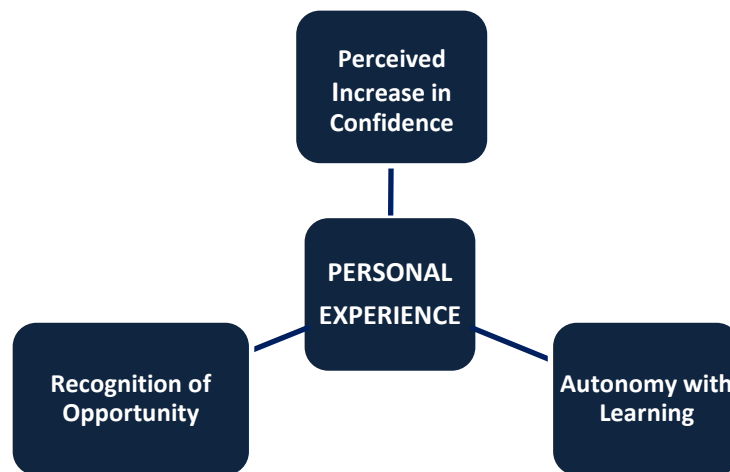 Perceived
Increase in
Confidence
PERSONAL
EXPERIENCE
Recognition of
Opportunity
Autonomy with
Learning